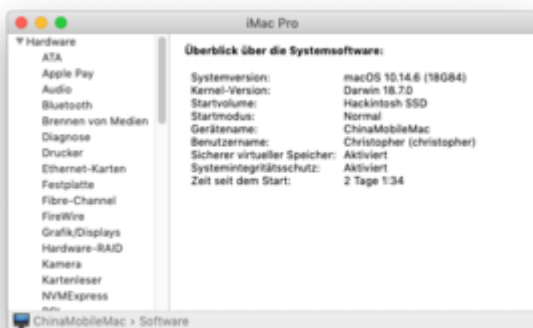 iMac Pro
Hardware
ATA
Apple Pay
Audio
Bluetooth
Brennen von Medien
Diagnose
Drucker
Ethernet-Karten
Festplatte
Fibre-Channel
FireWire
Grafik/Displays
Hardware-RAID
Kamera
Kartenleser
NVMExpress
Überblick über die Systemsoftware:
Systemversion: macOS 10.14.6 (18G84)
Kernel-Version: Darwin 18.7.0
Startvolume: Hackintosh SSD
Startmodus: Normal
Gerätename: ChinaMobileMac
Benutzername: Christopher (christopher)
Sicherer virtueller Speicher: Aktiviert
Systemintegritätsschutz: Aktiviert
Zeit seit dem Start: 2 Tage 1:34
ChinaMobileMac › Software